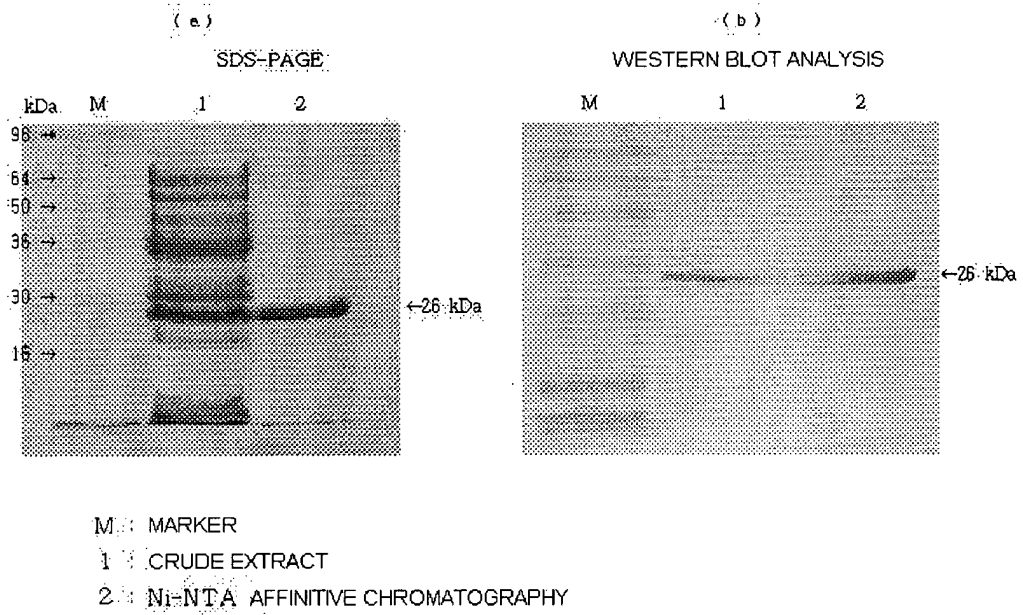 (a)
(b)
SDS-PAGE
WESTERN BLOT ANALYSIS
kDa M 1 2
M 1 2
98 →
64 →
50 →
36 →
30 →
16 →
←26 kDa
←26 kDa
M : MARKER
1 : CRUDE EXTRACT
2 : Ni-NTA AFFINITIVE CHROMATOGRAPHY